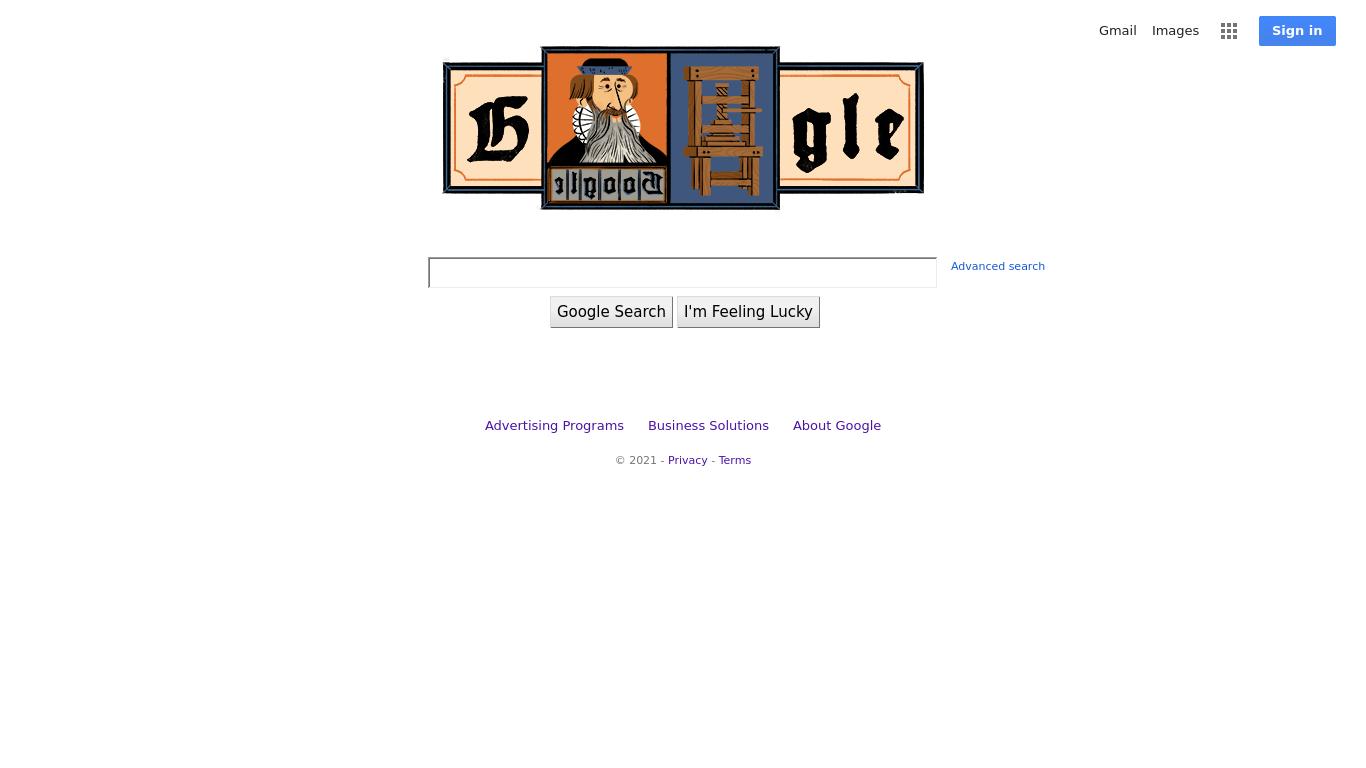 Gmail Images Sign in
G gle
Google
Advanced search
Google Search I'm Feeling Lucky
Advertising Programs Business Solutions About Google
© 2021 - Privacy - Terms